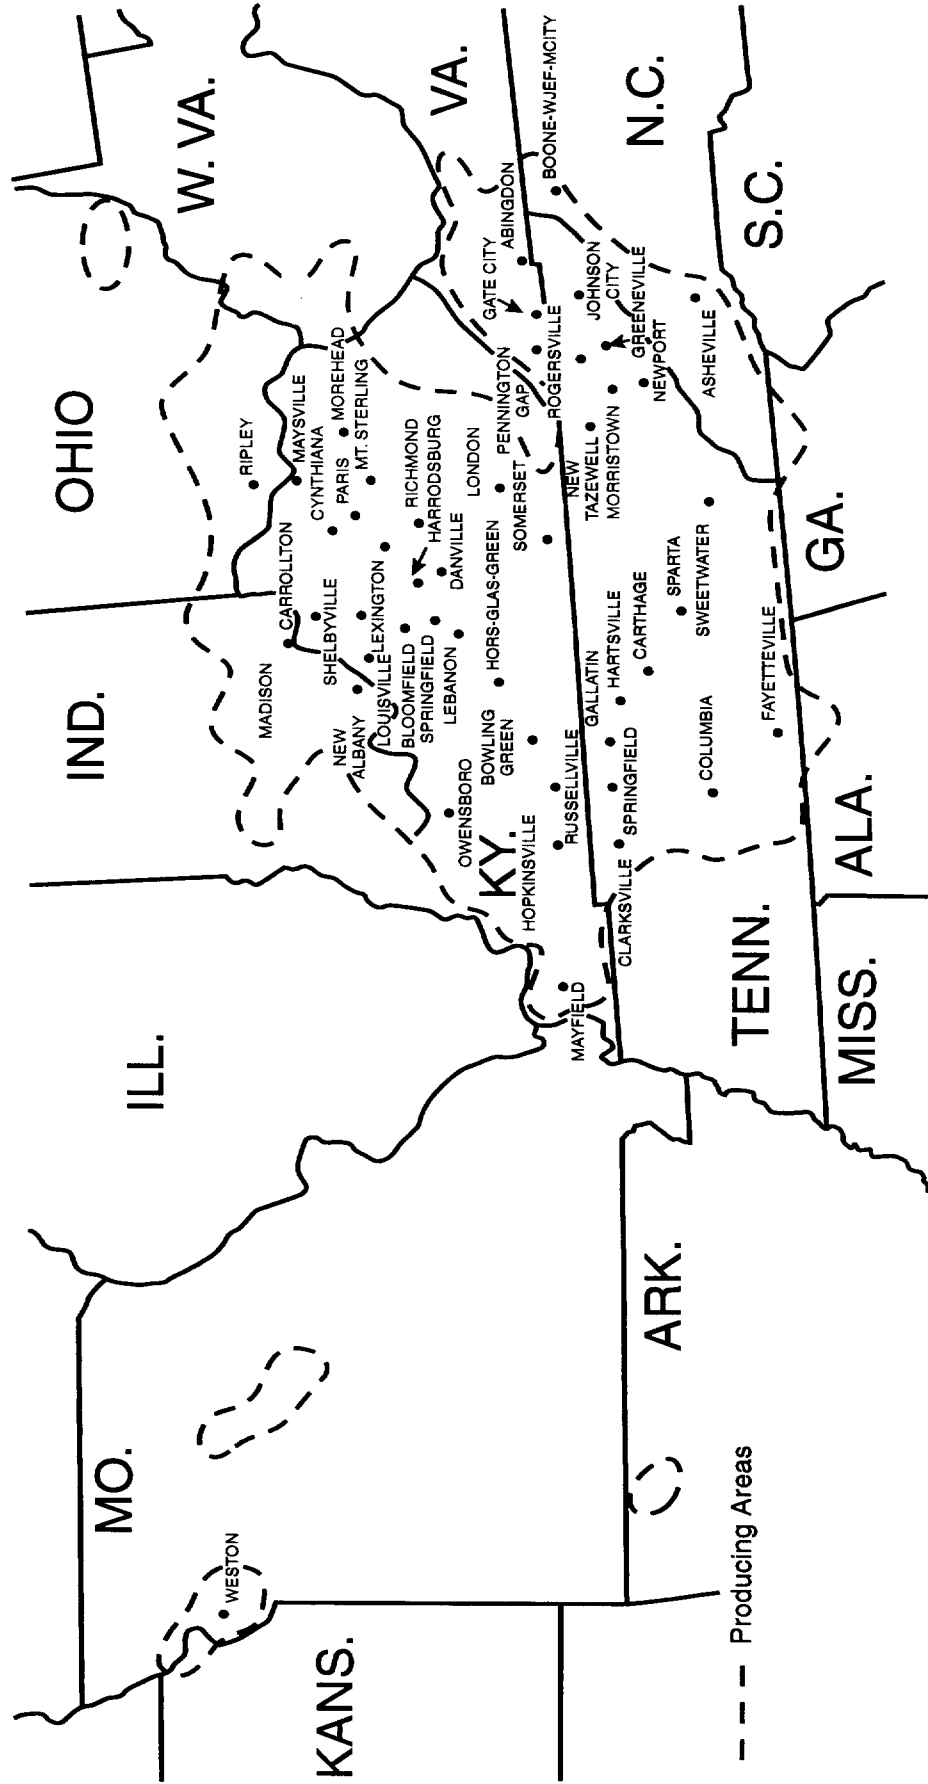 OHIO
W. VA.
VA.
N.C.
S.C.
IND.
ILL.
MO.
KANS.
KY.
TENN.
GA.
ALA.
MISS.
ARK.
RIPLEY
MAYSVILLE
CYNTHIANA
PARIS
MOREHEAD
MT. STERLING
CARROLLTON
MADISON
SHELBYVILLE
LEXINGTON
LOUISVILLE
NEW
ALBANY
BLOOMFIELD
SPRINGFIELD
LEBANON
RICHMOND
HARRODSBURG
DANVILLE
LONDON
HORS-GLAS-GREEN
SOMERSET
BOWLING
GREEN
OWENSBORO
HOPKINSVILLE
RUSSELLVILLE
MAYFIELD
PENNINGTON
GAP
GATE CITY
ABINGDON
BOONE-WJEF-MCITY
ROGERSVILLE
JOHNSON
CITY
GREENEVILLE
NEWPORT
ASHEVILLE
NEW
TAZEWELL
MORRISTOWN
GALLATIN
HARTSVILLE
CARTHAGE
SPARTA
SWEETWATER
SPRINGFIELD
CLARKSVILLE
COLUMBIA
FAYETTEVILLE
WESTON
Producing Areas